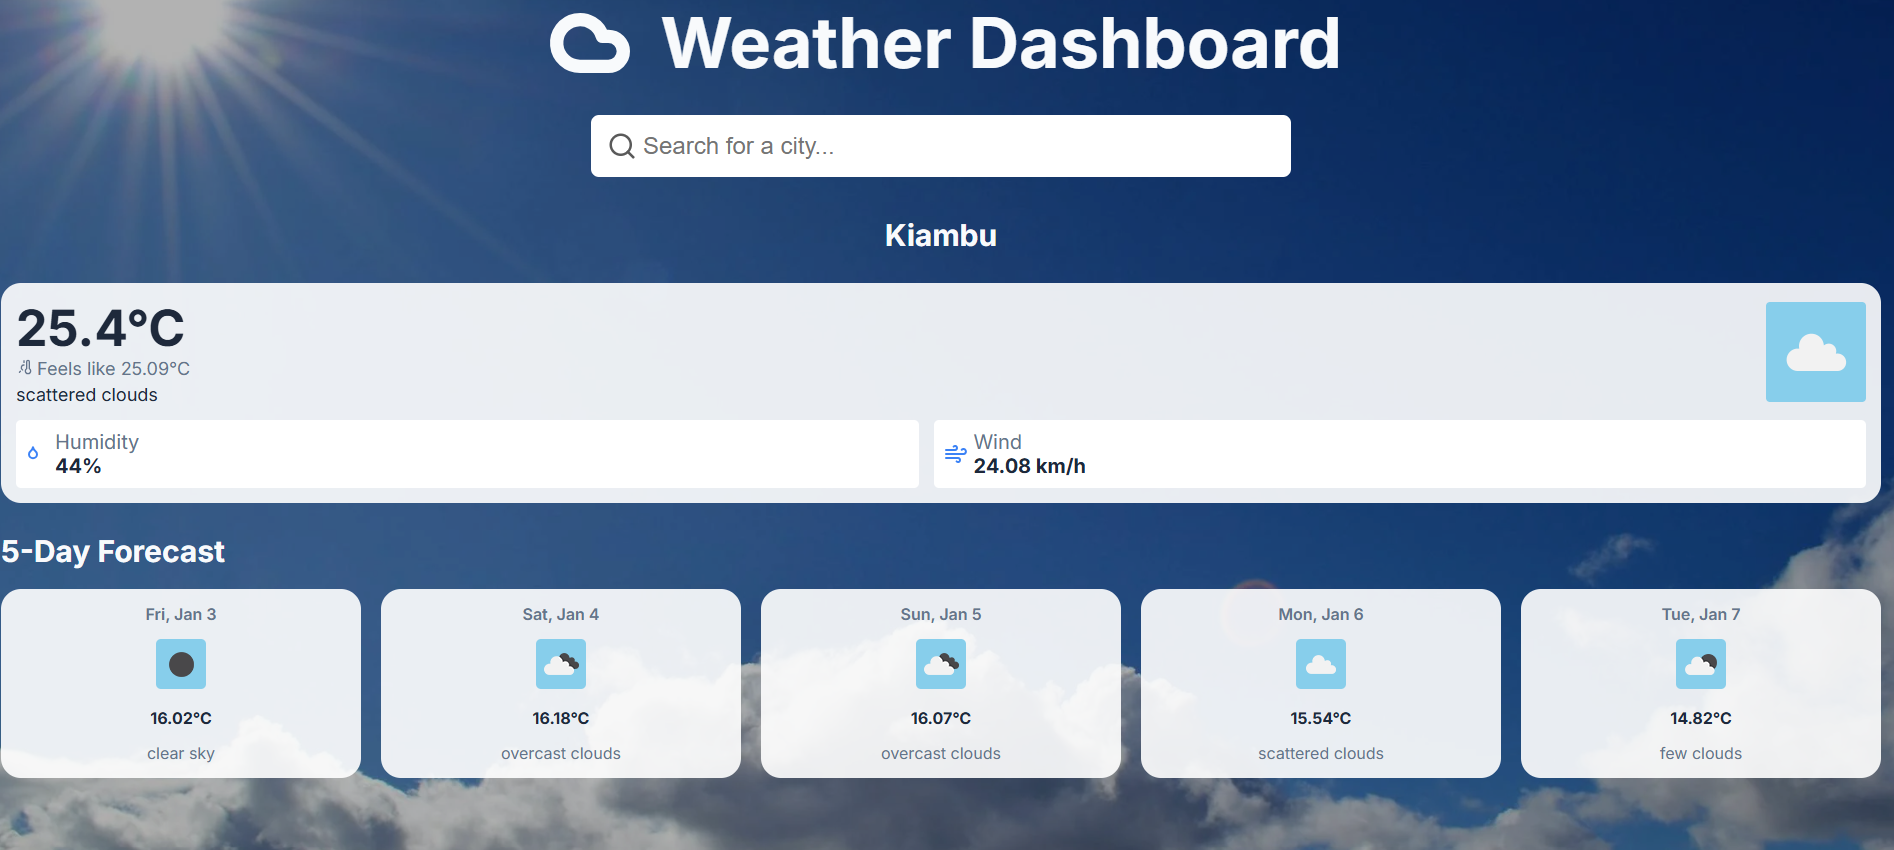 Weather Dashboard
Search for a city...
Kiambu
25.4°C
Feels like 25.09°C
scattered clouds
Humidity
44%
Wind
24.08 km/h
5-Day Forecast
Fri, Jan 3
16.02°C
clear sky
Sat, Jan 4
16.18°C
overcast clouds
Sun, Jan 5
16.07°C
overcast clouds
Mon, Jan 6
15.54°C
scattered clouds
Tue, Jan 7
14.82°C
few clouds